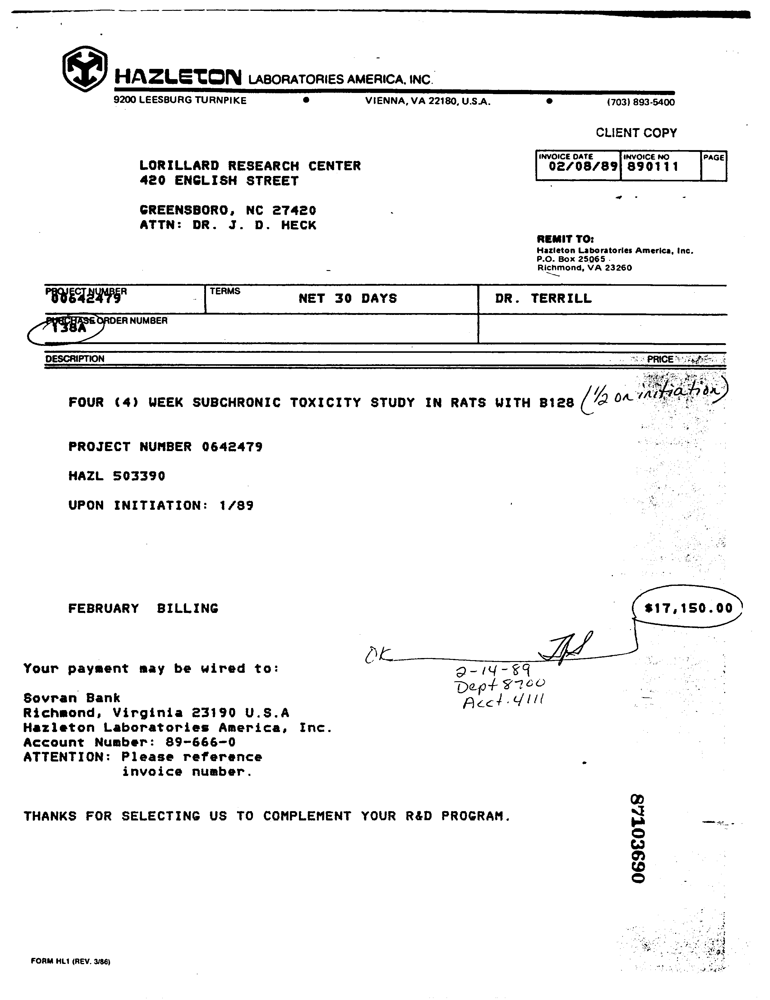 HAZLETON LABORATORIES AMERICA, INC.
9200 LEESBURG TURNPIKE • VIENNA, VA 22180, U.S.A. • (703) 893-5400
CLIENT COPY
INVOICE DATE INVOICE NO PAGE
02/08/89 890111
LORILLARD RESEARCH CENTER
420 ENGLISH STREET
GREENSBORO, NC 27420
ATTN: DR. J. D. HECK
REMIT TO:
Hazleton Laboratories America, Inc.
P.O. Box 25065
Richmond, VA 23260
PROJECT NUMBER TERMS
00642479 NET 30 DAYS DR. TERRILL
PURCHASE ORDER NUMBER
138A
DESCRIPTION PRICE
FOUR (4) WEEK SUBCHRONIC TOXICITY STUDY IN RATS WITH B128 (1/2 on initiation)
PROJECT NUMBER 0642479
HAZL 503390
UPON INITIATION: 1/89
FEBRUARY BILLING $17,150.00
OK
2-14-89
Dept 8700
Acct. 4111
Your payment may be wired to:
Sovran Bank
Richmond, Virginia 23190 U.S.A
Hazleton Laboratories America, Inc.
Account Number: 89-666-0
ATTENTION: Please reference
invoice number.
THANKS FOR SELECTING US TO COMPLEMENT YOUR R&D PROGRAM.
87103690
FORM HL1 (REV. 3/86)